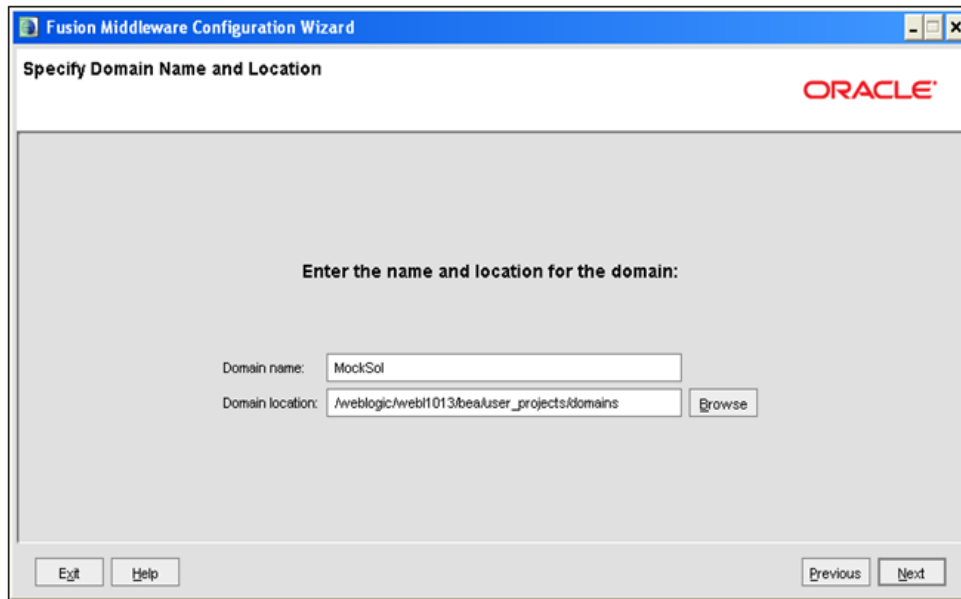 Fusion Middleware Configuration Wizard
Specify Domain Name and Location
ORACLE
Enter the name and location for the domain:
Domain name: MockSol
Domain location: /weblogic/webl1013/bea/user_projects/domains Browse
Exit Help Previous Next